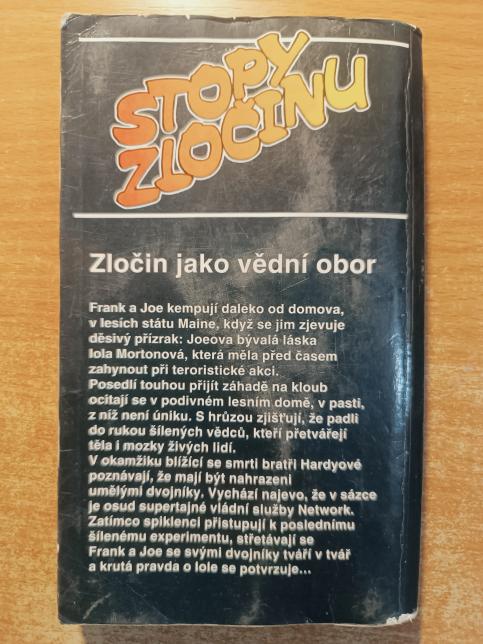 STOPY
ZLOČINU
Zločin jako vědní obor
Frank a Joe kempují daleko od domova,
v lesích státu Maine, když se jim zjevuje
děsivý přízrak: Joeova bývalá láska
Iola Mortonová, která měla před časem
zahynout při teroristické akci.
Posedlí touhou přijít záhadě na kloub
ocitají se v podivném lesním domě, v pasti,
z níž není úniku. S hrůzou zjišťují, že padli
do rukou šílených vědců, kteří přetvářejí
těla i mozky živých lidí.
V okamžiku blížící se smrti bratři Hardyové
poznávají, že mají být nahrazeni
umělými dvojníky. Vychází najevo, že v sázce
je osud supertajné vládní služby Network.
Zatímco spiklenci přistupují k poslednímu
šílenému experimentu, střetávají se
Frank a Joe se svými dvojníky tváří v tvář
a krutá pravda o Iole se potvrzuje...